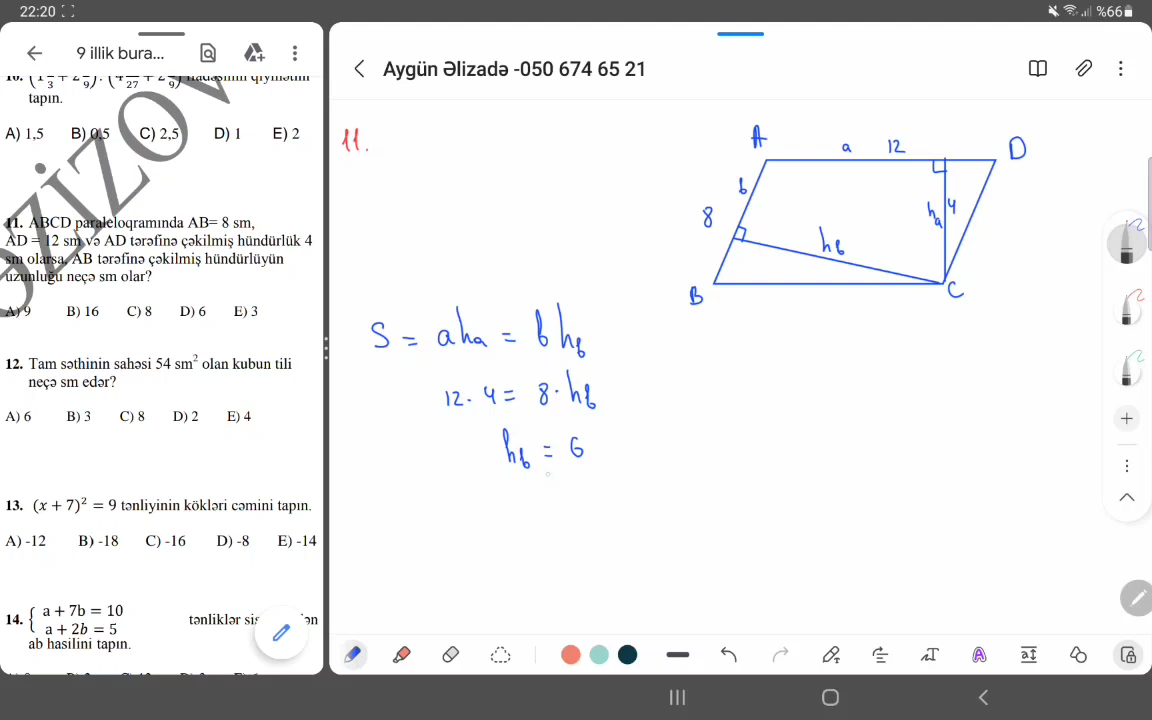 22:20
%66
9 illik bura...
tapın.
A) 1,5 B) 0,5 C) 2,5 D) 1 E) 2
11. ABCD paraleloqramında AB= 8 sm,
AD = 12 sm və AD tərəfinə çəkilmiş hündürlük 4
sm olarsa, AB tərəfinə çəkilmiş hündürlüyün
uzunluğu neçə sm olar?
A) 9 B) 16 C) 8 D) 6 E) 3
12. Tam səthinin sahəsi 54 sm² olan kubun tili
neçə sm edər?
A) 6 B) 3 C) 8 D) 2 E) 4
13. (x + 7)² = 9 tənliyinin kökləri cəmini tapın.
A) -12 B) -18 C) -16 D) -8 E) -14
14. { a + 7b = 10
a + 2b = 5 tənliklər
ab hasilini tapın.
Aygün Əlizadə -050 674 65 21
11.
A a 12 D
b
8 hb ha 4
B C
S = aha = bhb
12 · 4 = 8 · hb
hb = 6